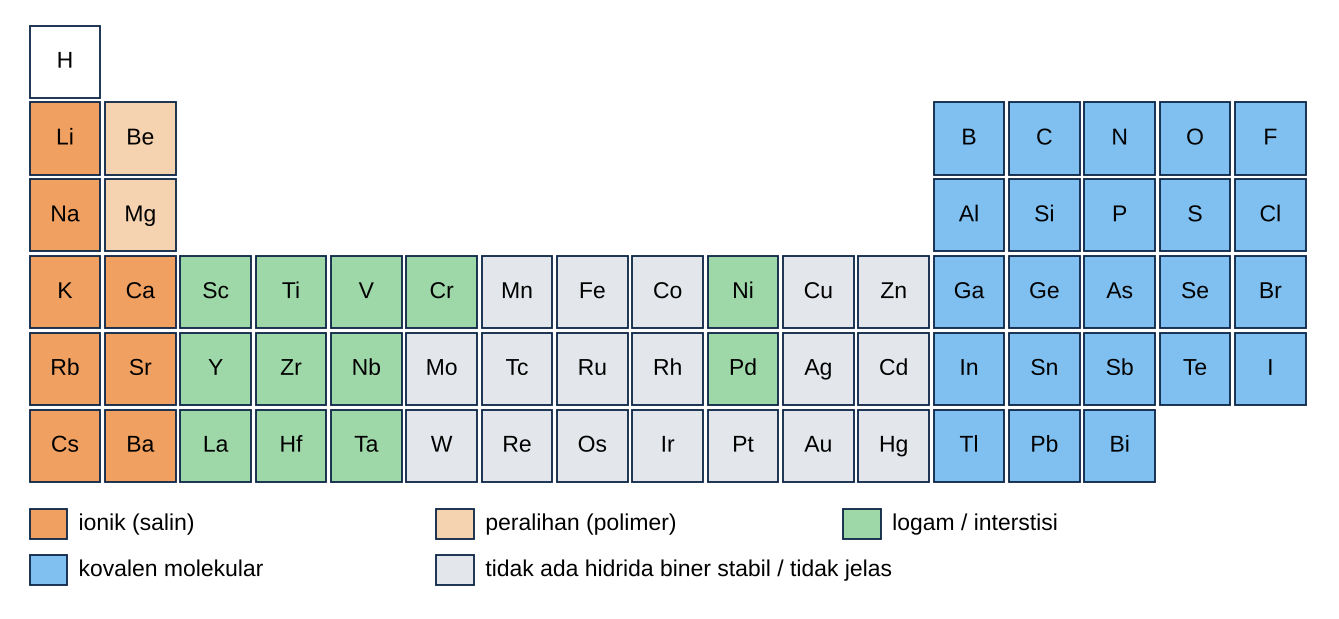 H
Li Be B C N O F
Na Mg Al Si P S Cl
K Ca Sc Ti V Cr Mn Fe Co Ni Cu Zn Ga Ge As Se Br
Rb Sr Y Zr Nb Mo Tc Ru Rh Pd Ag Cd In Sn Sb Te I
Cs Ba La Hf Ta W Re Os Ir Pt Au Hg Tl Pb Bi
ionik (salin) peralihan (polimer) logam / interstisi
kovalen molekular tidak ada hidrida biner stabil / tidak jelas